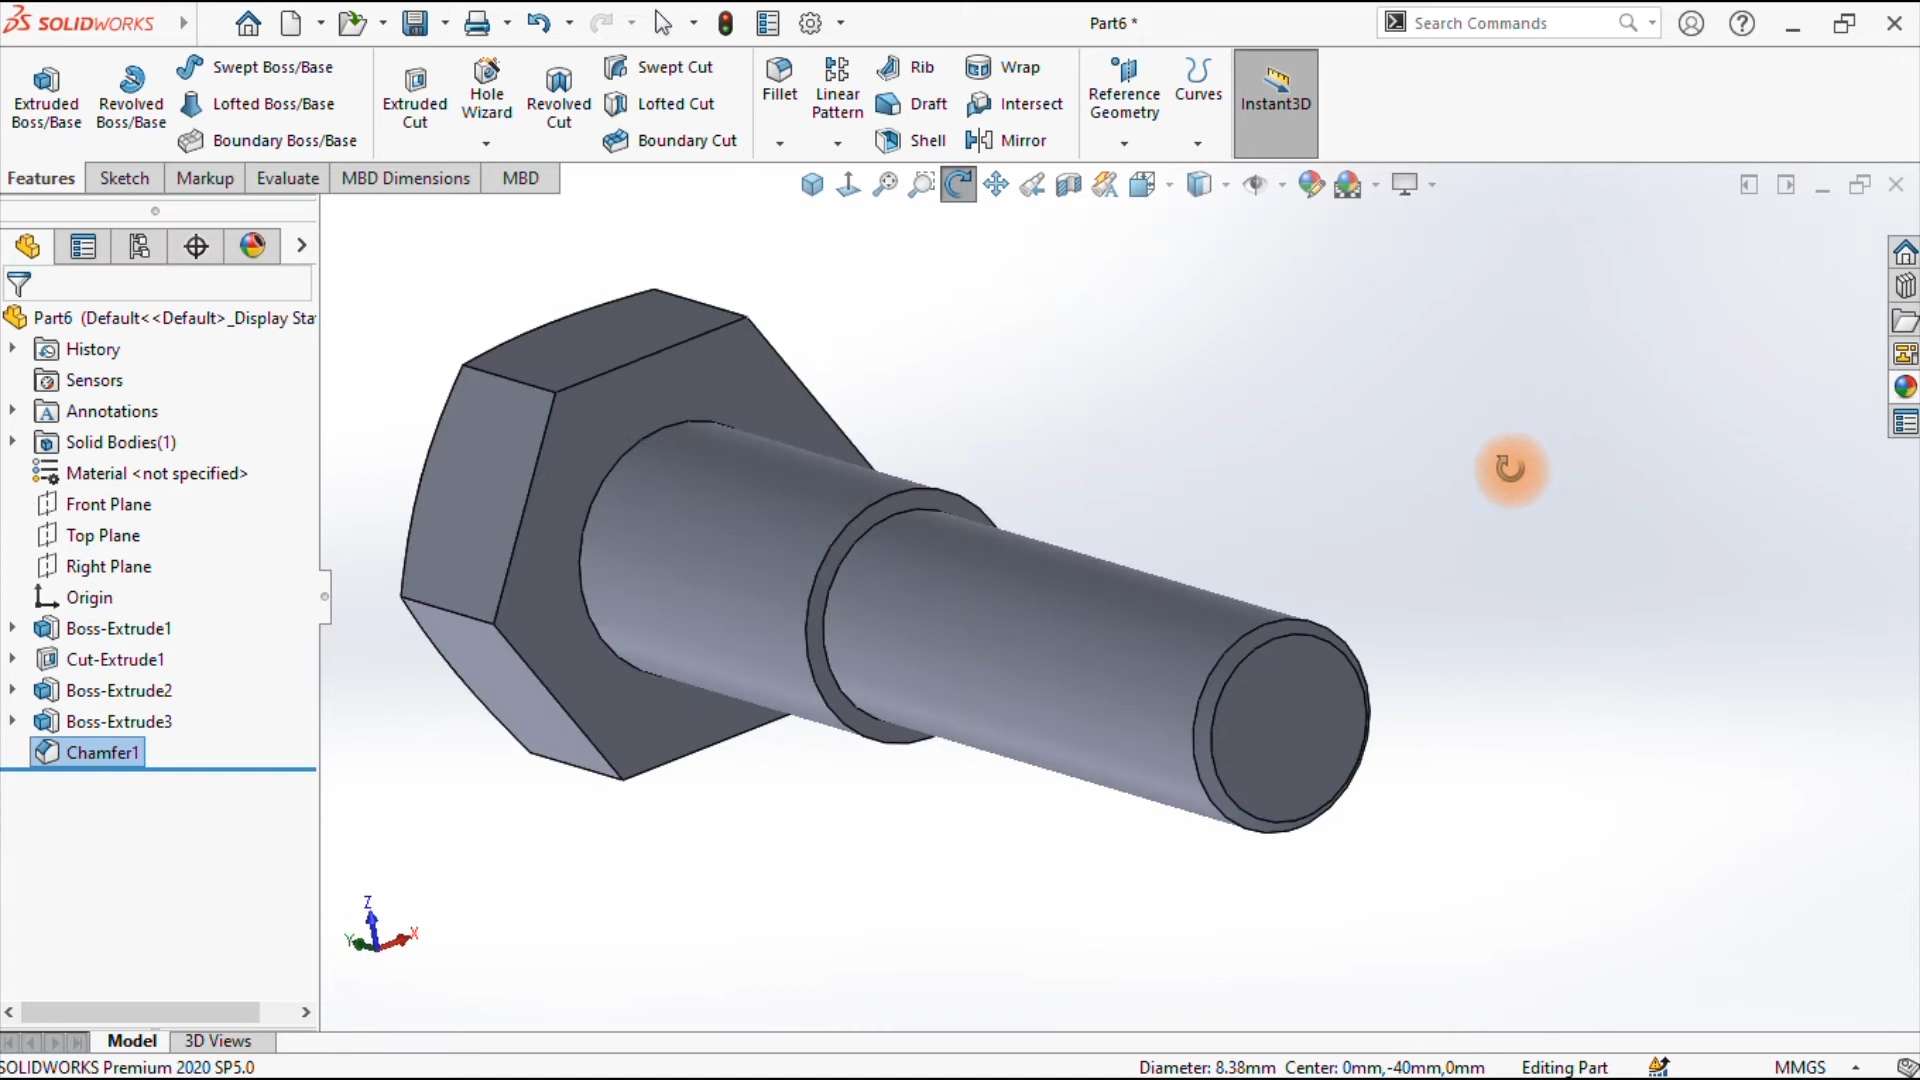 SOLIDWORKS
Part6 *
Search Commands
Extruded Boss/Base
Revolved Boss/Base
Swept Boss/Base
Lofted Boss/Base
Boundary Boss/Base
Extruded Cut
Hole Wizard
Revolved Cut
Swept Cut
Lofted Cut
Boundary Cut
Fillet
Linear Pattern
Rib
Draft
Shell
Wrap
Intersect
Mirror
Reference Geometry
Curves
Instant3D
Features
Sketch
Markup
Evaluate
MBD Dimensions
MBD
Part6 (Default<<Default>_Display Sta
History
Sensors
Annotations
Solid Bodies(1)
Material <not specified>
Front Plane
Top Plane
Right Plane
Origin
Boss-Extrude1
Cut-Extrude1
Boss-Extrude2
Boss-Extrude3
Chamfer1
Z
Y
X
Model
3D Views
SOLIDWORKS Premium 2020 SP5.0
Diameter: 8.38mm Center: 0mm,-40mm,0mm
Editing Part
MMGS